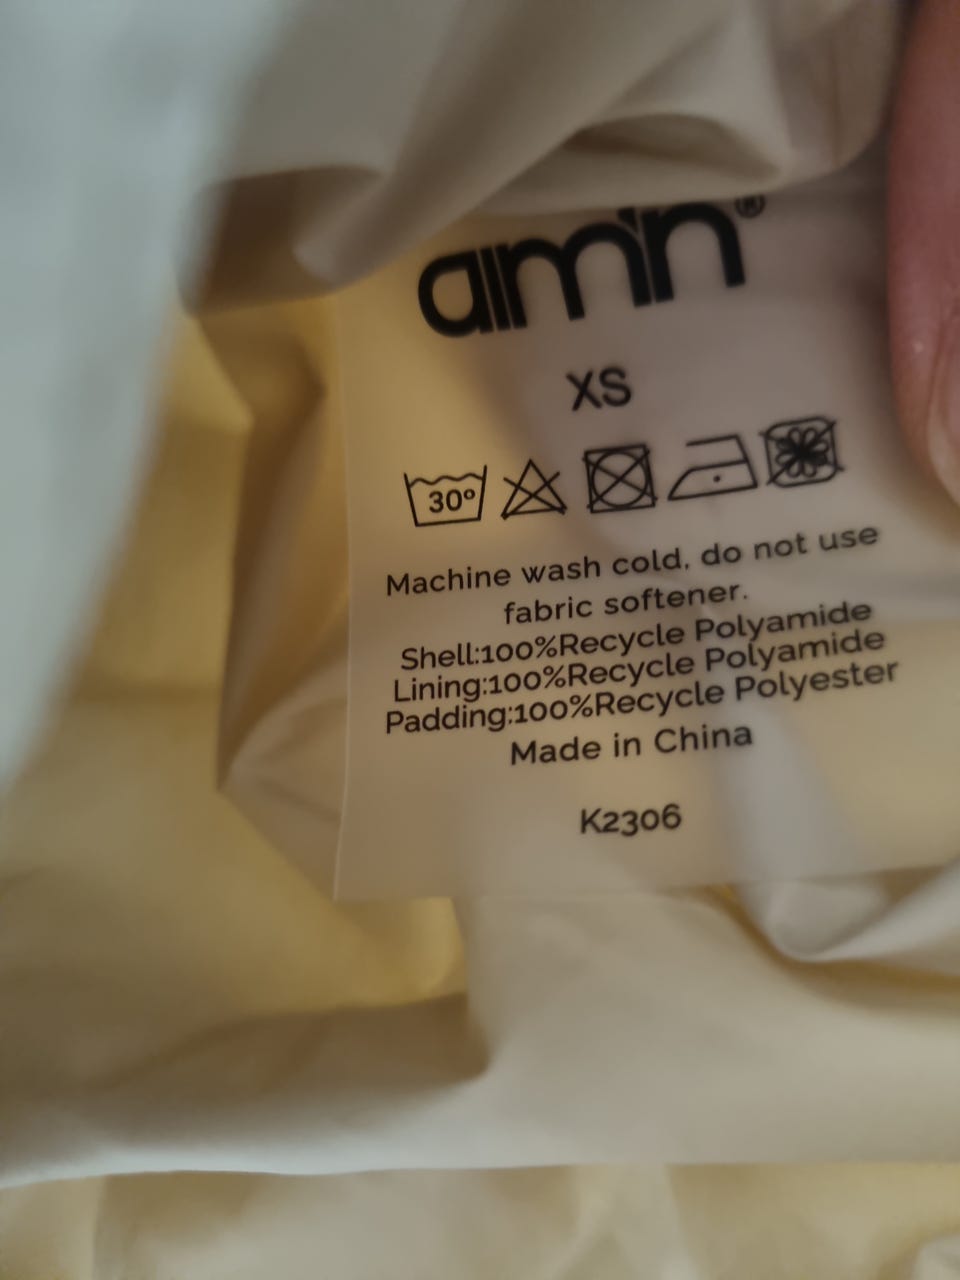 aim'n®
XS
30°
Machine wash cold, do not use
fabric softener.
Shell:100%Recycle Polyamide
Lining:100%Recycle Polyamide
Padding:100%Recycle Polyester
Made in China
K2306